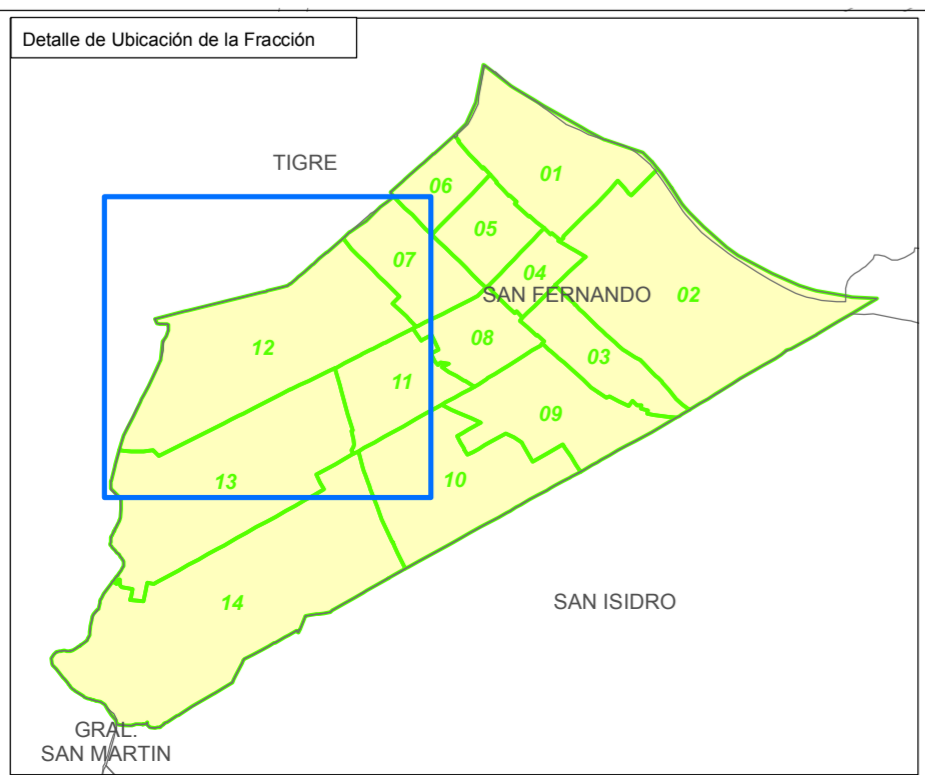 Detalle de Ubicación de la Fracción
TIGRE
01
06
05
07
04
SAN FERNANDO
02
08
12
03
11
09
13
10
14
SAN ISIDRO
GRAL.
SAN MARTIN